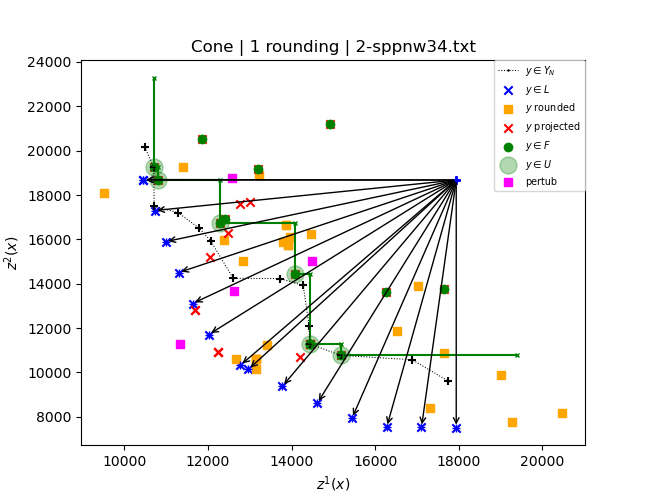 Cone | 1 rounding | 2-sppnw34.txt
24000
22000
20000
18000
16000
14000
12000
10000
8000
z²(x)
10000 12000 14000 16000 18000 20000
z¹(x)
y ∈ Y_N
y ∈ L
y rounded
y projected
y ∈ F
y ∈ U
pertub